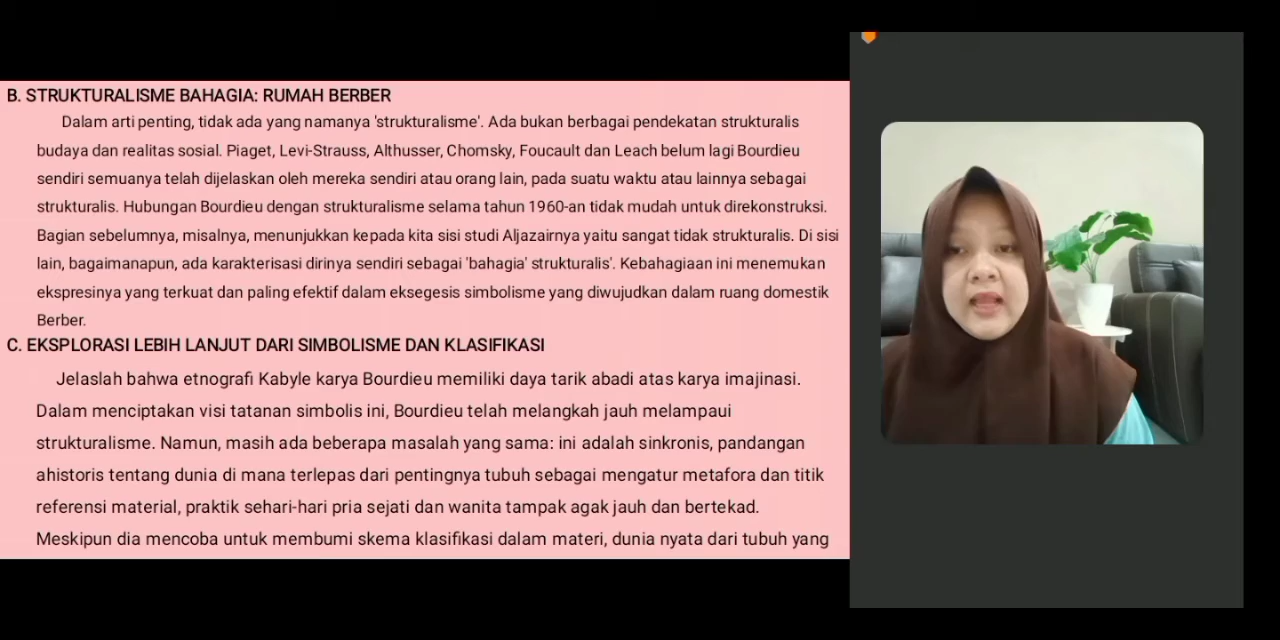 B. STRUKTURALISME BAHAGIA: RUMAH BERBER
Dalam arti penting, tidak ada yang namanya 'strukturalisme'. Ada bukan berbagai pendekatan strukturalis
budaya dan realitas sosial. Piaget, Levi-Strauss, Althusser, Chomsky, Foucault dan Leach belum lagi Bourdieu
sendiri semuanya telah dijelaskan oleh mereka sendiri atau orang lain, pada suatu waktu atau lainnya sebagai
strukturalis. Hubungan Bourdieu dengan strukturalisme selama tahun 1960-an tidak mudah untuk direkonstruksi.
Bagian sebelumnya, misalnya, menunjukkan kepada kita sisi studi Aljazairnya yaitu sangat tidak strukturalis. Di sisi
lain, bagaimanapun, ada karakterisasi dirinya sendiri sebagai 'bahagia' strukturalis'. Kebahagiaan ini menemukan
ekspresinya yang terkuat dan paling efektif dalam eksegesis simbolisme yang diwujudkan dalam ruang domestik
Berber.
C. EKSPLORASI LEBIH LANJUT DARI SIMBOLISME DAN KLASIFIKASI
Jelaslah bahwa etnografi Kabyle karya Bourdieu memiliki daya tarik abadi atas karya imajinasi.
Dalam menciptakan visi tatanan simbolis ini, Bourdieu telah melangkah jauh melampaui
strukturalisme. Namun, masih ada beberapa masalah yang sama: ini adalah sinkronis, pandangan
ahistoris tentang dunia di mana terlepas dari pentingnya tubuh sebagai mengatur metafora dan titik
referensi material, praktik sehari-hari pria sejati dan wanita tampak agak jauh dan bertekad.
Meskipun dia mencoba untuk membumi skema klasifikasi dalam materi, dunia nyata dari tubuh yang